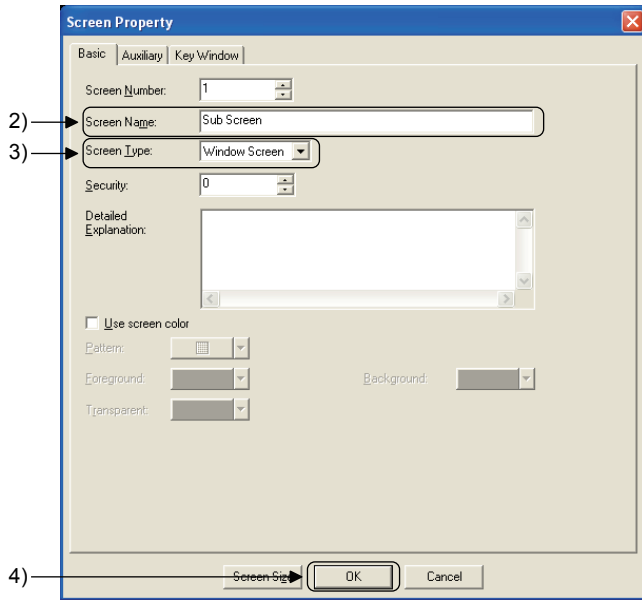 Screen Property
Basic Auxiliary Key Window
Screen Number: 1
2) Screen Name: Sub Screen
3) Screen Type: Window Screen
Security: 0
Detailed
Explanation:
Use screen color
Pattern:
Foreground: Background:
Transparent:
4) Screen Size OK Cancel